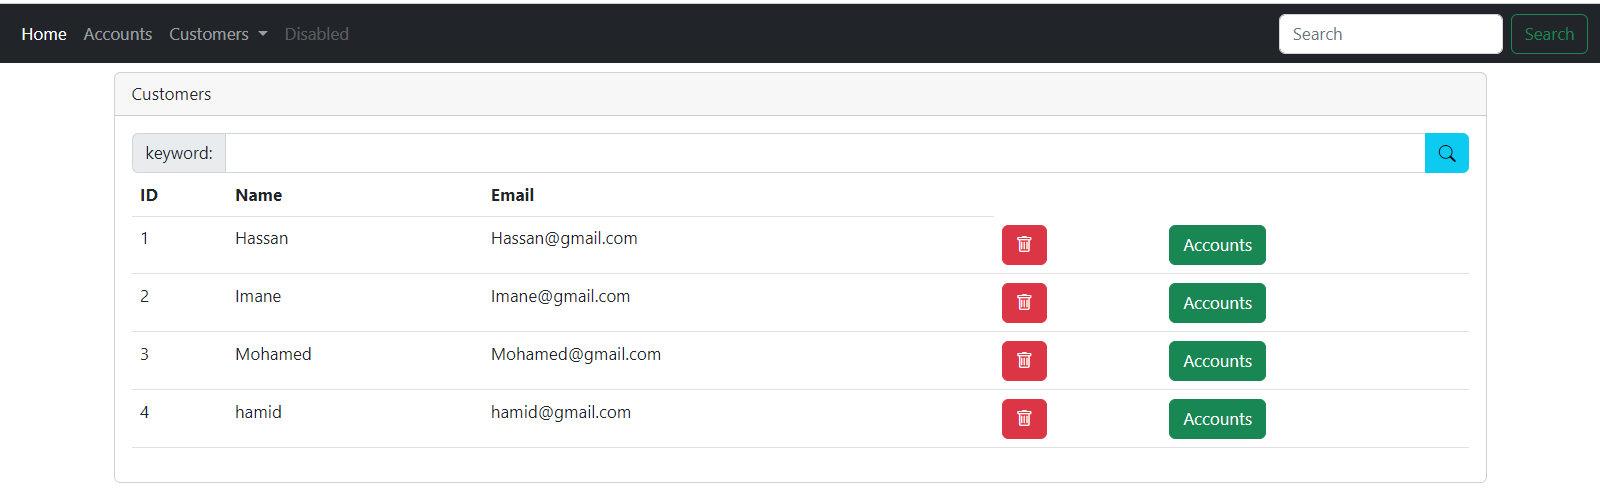 Home Accounts Customers Disabled Search Search
Customers
keyword:
ID Name Email
1 Hassan Hassan@gmail.com Accounts
2 Imane Imane@gmail.com Accounts
3 Mohamed Mohamed@gmail.com Accounts
4 hamid hamid@gmail.com Accounts